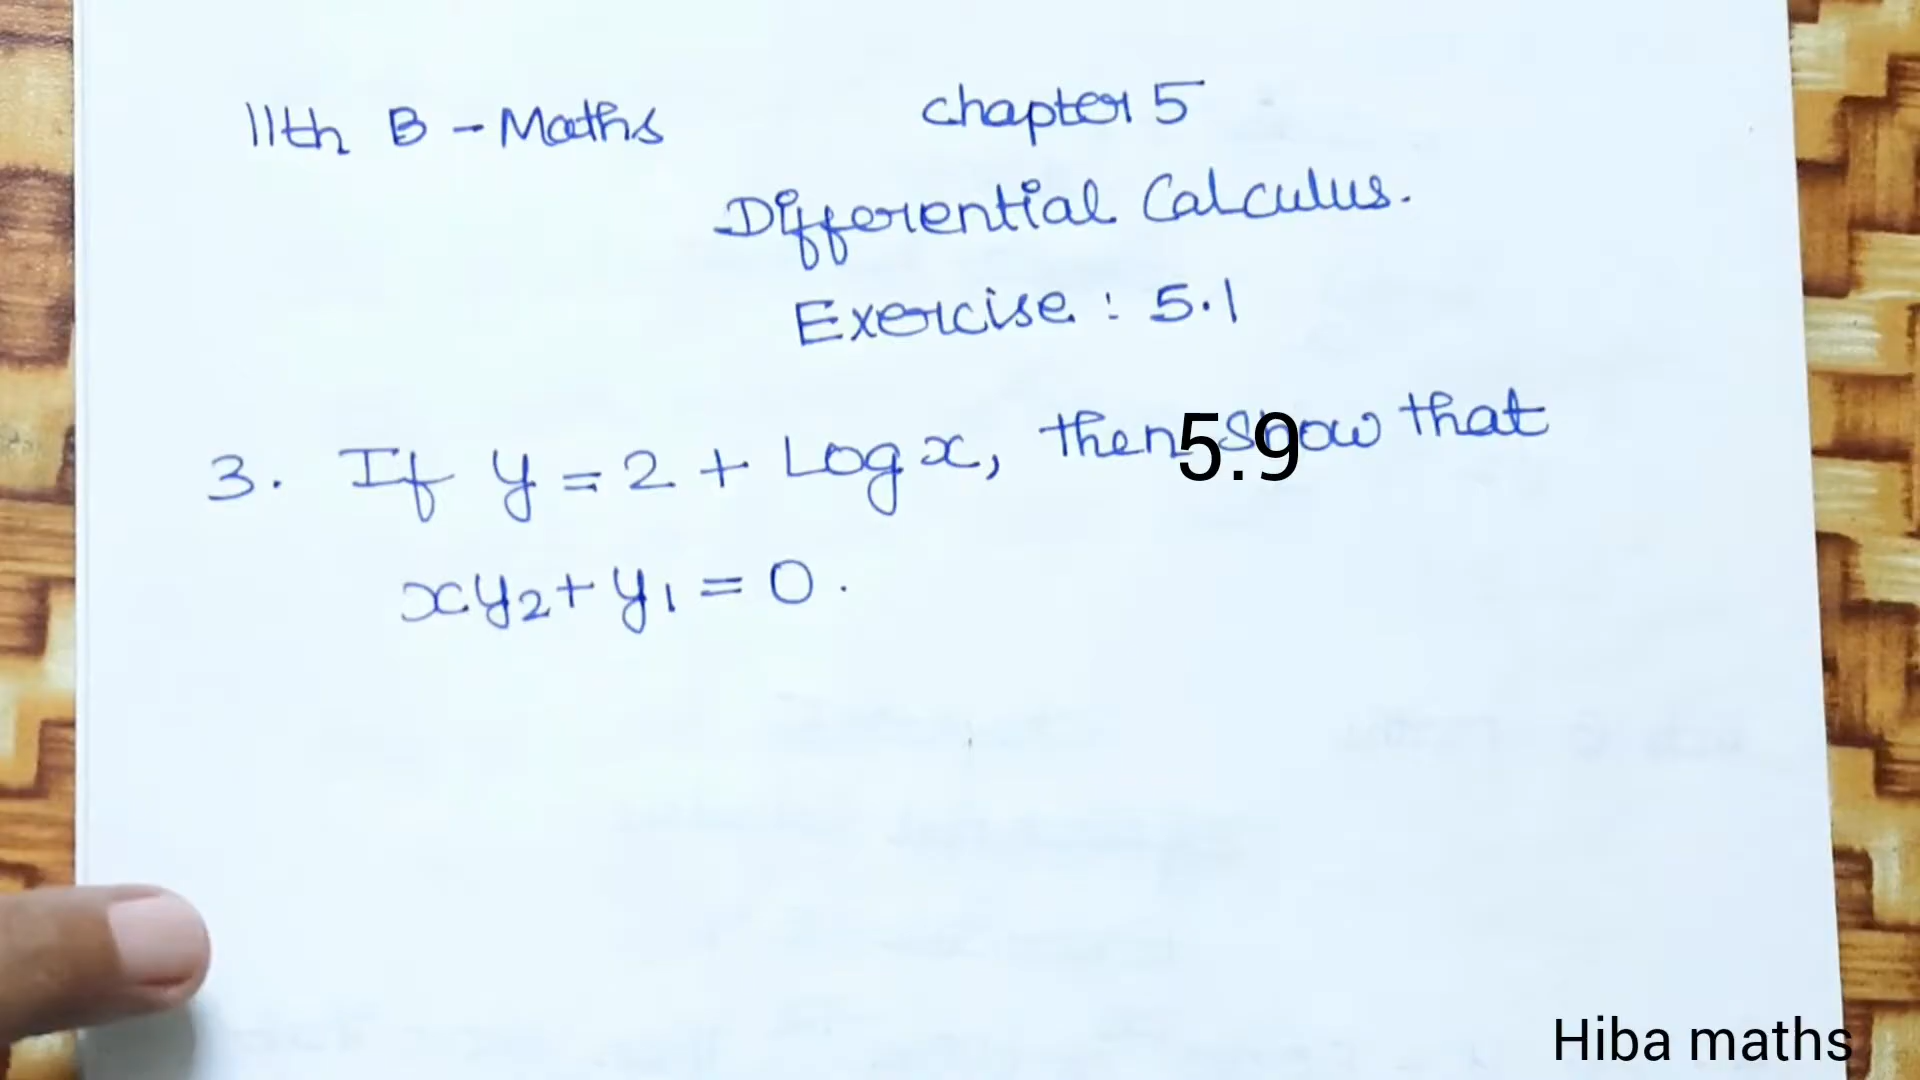 11th B - Maths
Chapter 5
Differential Calculus.
Exercise : 5.1
5.9
3. If y = 2 + Log x, then show that
xy₂ + y₁ = 0.
Hiba maths